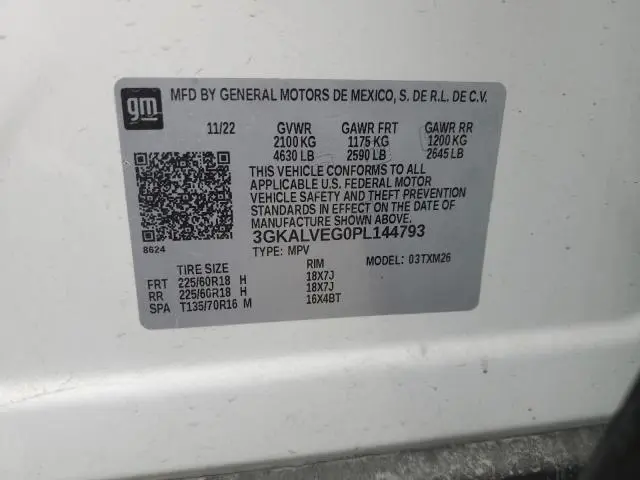 gm MFD BY GENERAL MOTORS DE MEXICO, S. DE R.L. DE C.V.
11/22 GVWR GAWR FRT GAWR RR
2100 KG 1175 KG 1200 KG
4630 LB 2590 LB 2645 LB
THIS VEHICLE CONFORMS TO ALL
APPLICABLE U.S. FEDERAL MOTOR
VEHICLE SAFETY AND THEFT PREVENTION
STANDARDS IN EFFECT ON THE DATE OF
MANUFACTURE SHOWN ABOVE.
8624 3GKALVEG0PL144793
TYPE: MPV
TIRE SIZE RIM MODEL: 03TXM26
FRT 225/60R18 H 18X7J
RR 225/60R18 H 18X7J
SPA T135/70R16 M 16X4BT